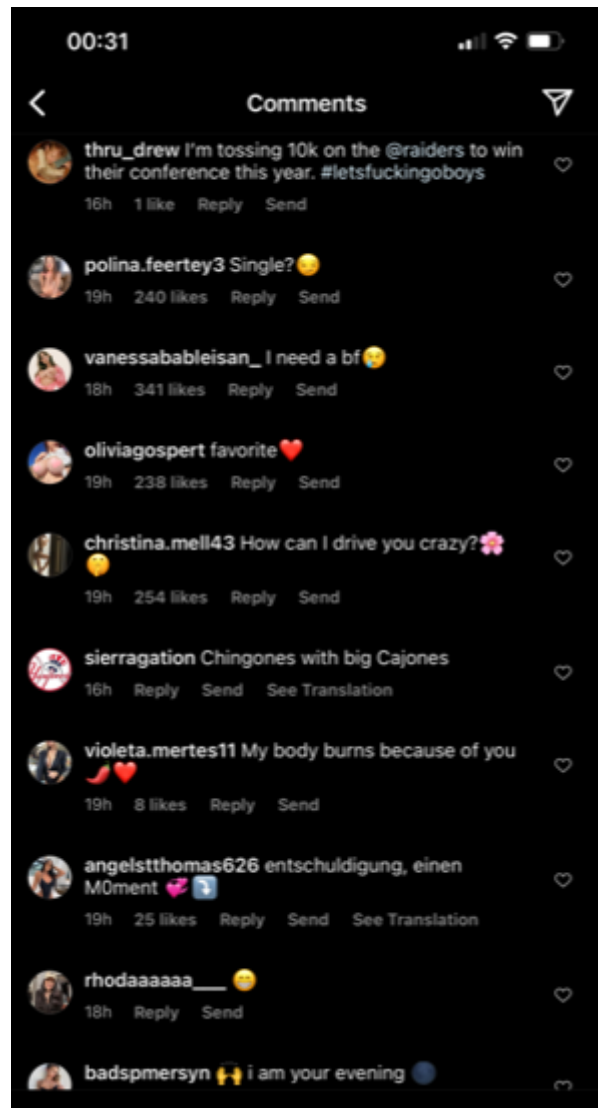 00:31
Comments
thru_drew I'm tossing 10k on the @raiders to win
their conference this year. #letsfuckingoboys
16h 1 like Reply Send
polina.feertey3 Single?😏
19h 240 likes Reply Send
vanessabableisan_ I need a bf😢
18h 341 likes Reply Send
oliviagospert favorite❤️
19h 238 likes Reply Send
christina.mell43 How can I drive you crazy?🌸
🤫
19h 254 likes Reply Send
sierragation Chingones with big Cajones
16h Reply Send See Translation
violeta.mertes11 My body burns because of you
🌶️❤️
19h 8 likes Reply Send
angelstthomas626 entschuldigung, einen
M0ment 💞⤵️
19h 25 likes Reply Send See Translation
rhodaaaaaa___ 😁
18h Reply Send
badspmersyn 🙌 i am your evening 🌑